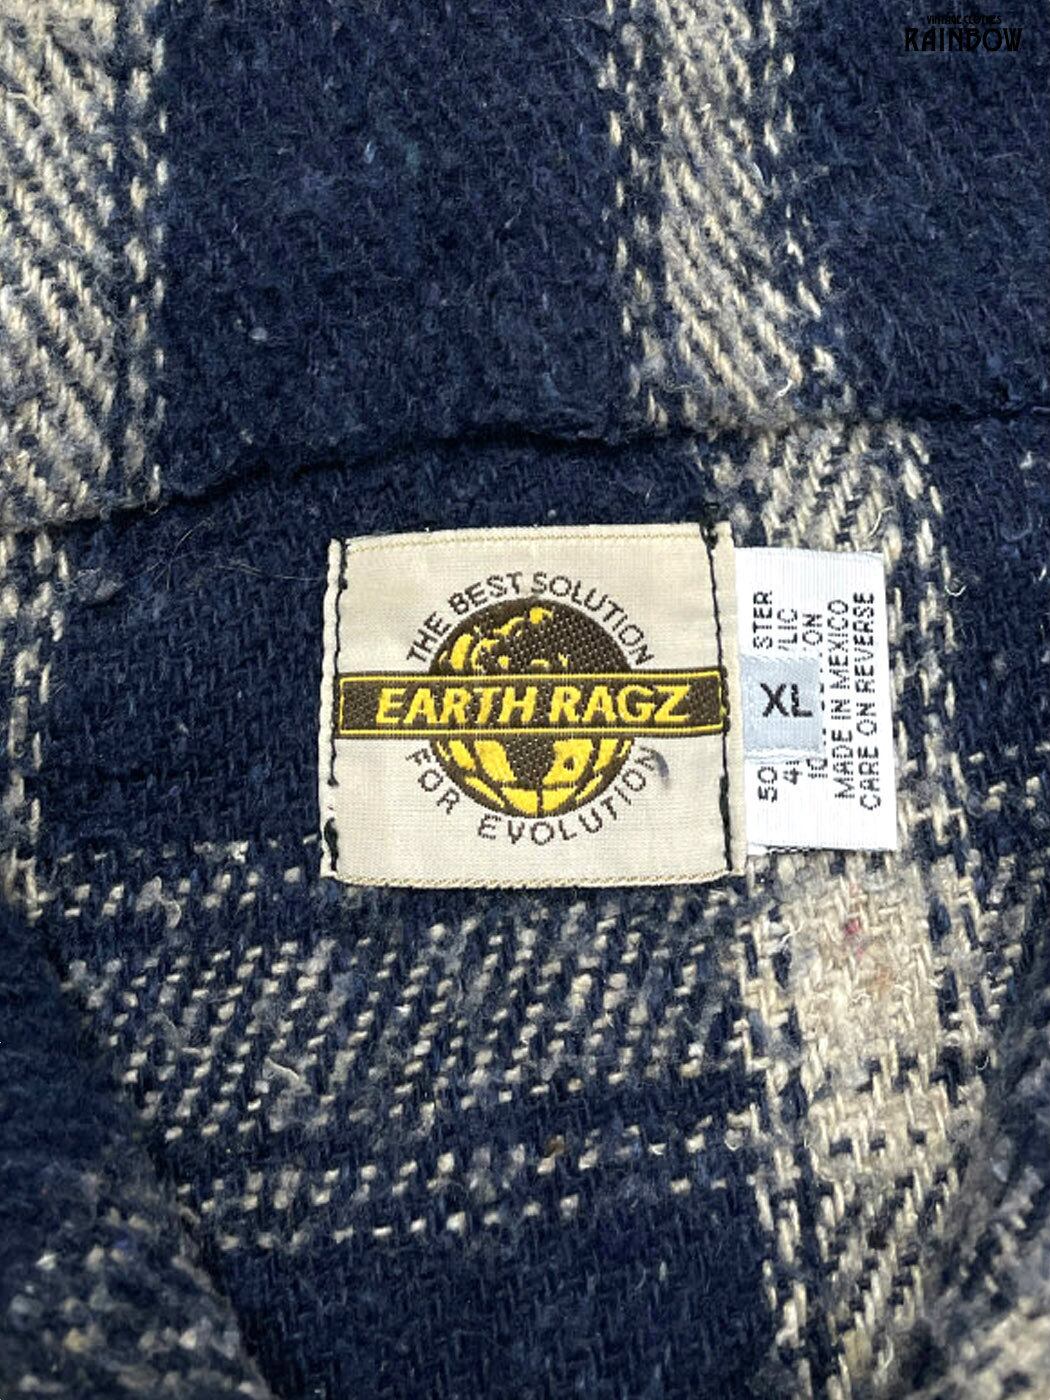 VINTAGE CLOTHES
RAINBOW
THE BEST SOLUTION
EARTH RAGZ
FOR EVOLUTION
XL
MADE IN MEXICO
CARE ON REVERSE